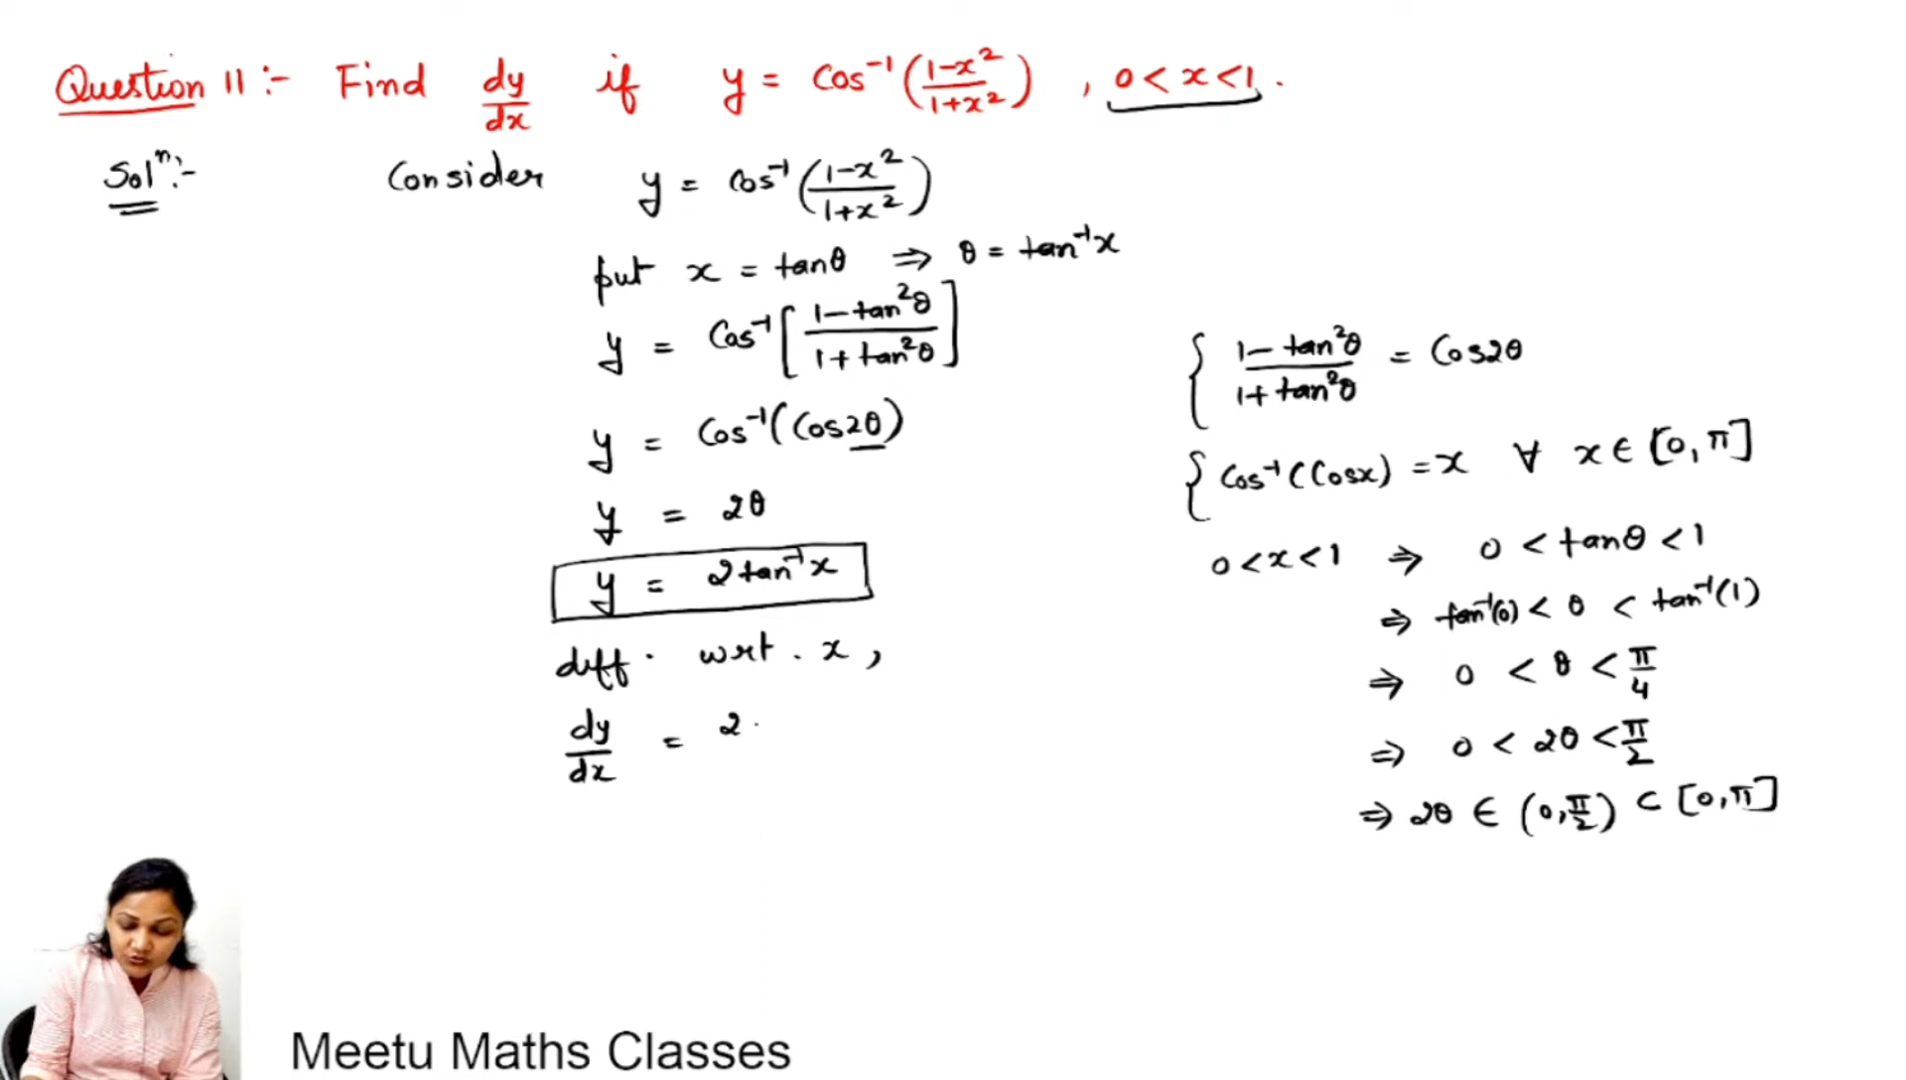 Question 11 :- Find dy/dx if y = cos⁻¹ (1-x²/1+x²) , 0 < x < 1 .
Solⁿ:- Consider y = cos⁻¹ (1-x²/1+x²)
put x = tanθ ⇒ θ = tan⁻¹x
y = Cos⁻¹ [1-tan²θ/1+tan²θ]
y = Cos⁻¹(Cos2θ)
y = 2θ
y = 2tan⁻¹x
diff. wrt. x ,
dy/dx = 2 .
{ 1-tan²θ/1+tan²θ = Cos2θ
{ Cos⁻¹(Cosx) = x ∀ x ∈ [0, π]
0 < x < 1 ⇒ 0 < tanθ < 1
⇒ tan⁻¹(0) < θ < tan⁻¹(1)
⇒ 0 < θ < π/4
⇒ 0 < 2θ < π/2
⇒ 2θ ∈ (0, π/2) ⊂ [0, π]
Meetu Maths Classes